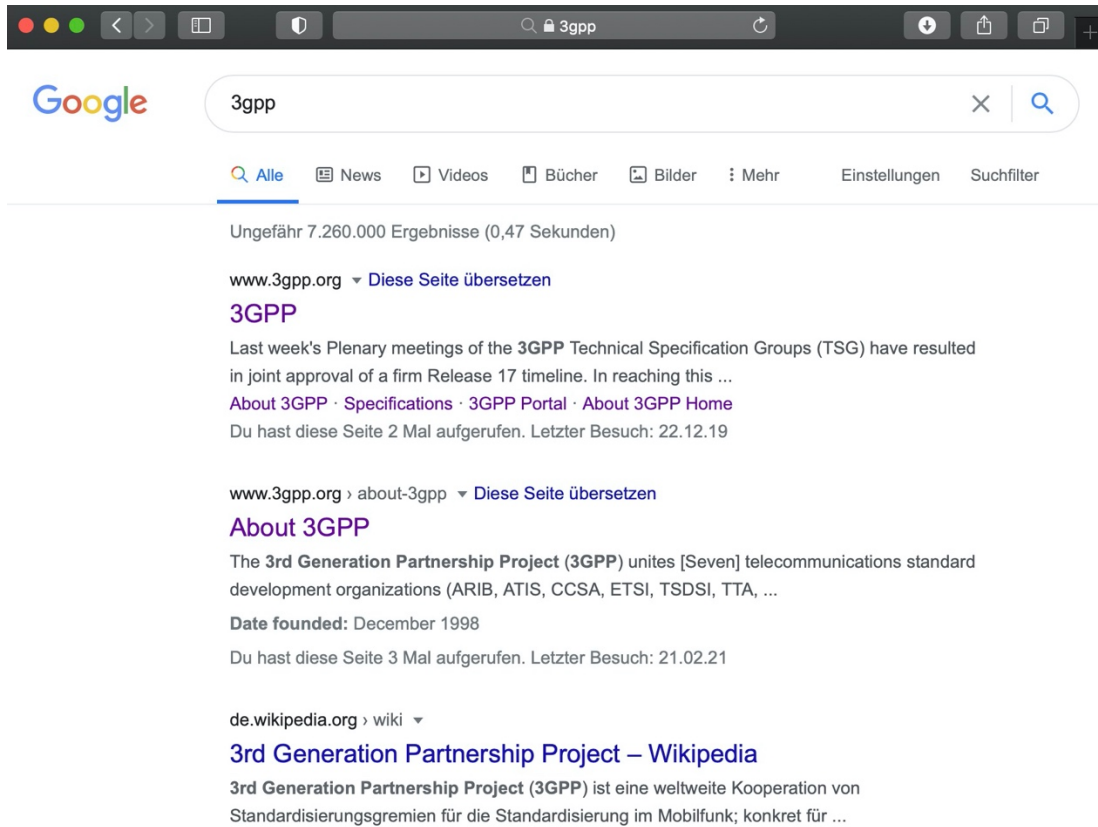 3gpp
Google
3gpp
Alle News Videos Bücher Bilder Mehr Einstellungen Suchfilter
Ungefähr 7.260.000 Ergebnisse (0,47 Sekunden)
www.3gpp.org Diese Seite übersetzen
3GPP
Last week's Plenary meetings of the 3GPP Technical Specification Groups (TSG) have resulted
in joint approval of a firm Release 17 timeline. In reaching this ...
About 3GPP · Specifications · 3GPP Portal · About 3GPP Home
Du hast diese Seite 2 Mal aufgerufen. Letzter Besuch: 22.12.19
www.3gpp.org › about-3gpp Diese Seite übersetzen
About 3GPP
The 3rd Generation Partnership Project (3GPP) unites [Seven] telecommunications standard
development organizations (ARIB, ATIS, CCSA, ETSI, TSDSI, TTA, ...
Date founded: December 1998
Du hast diese Seite 3 Mal aufgerufen. Letzter Besuch: 21.02.21
de.wikipedia.org › wiki
3rd Generation Partnership Project – Wikipedia
3rd Generation Partnership Project (3GPP) ist eine weltweite Kooperation von
Standardisierungsgremien für die Standardisierung im Mobilfunk; konkret für ...